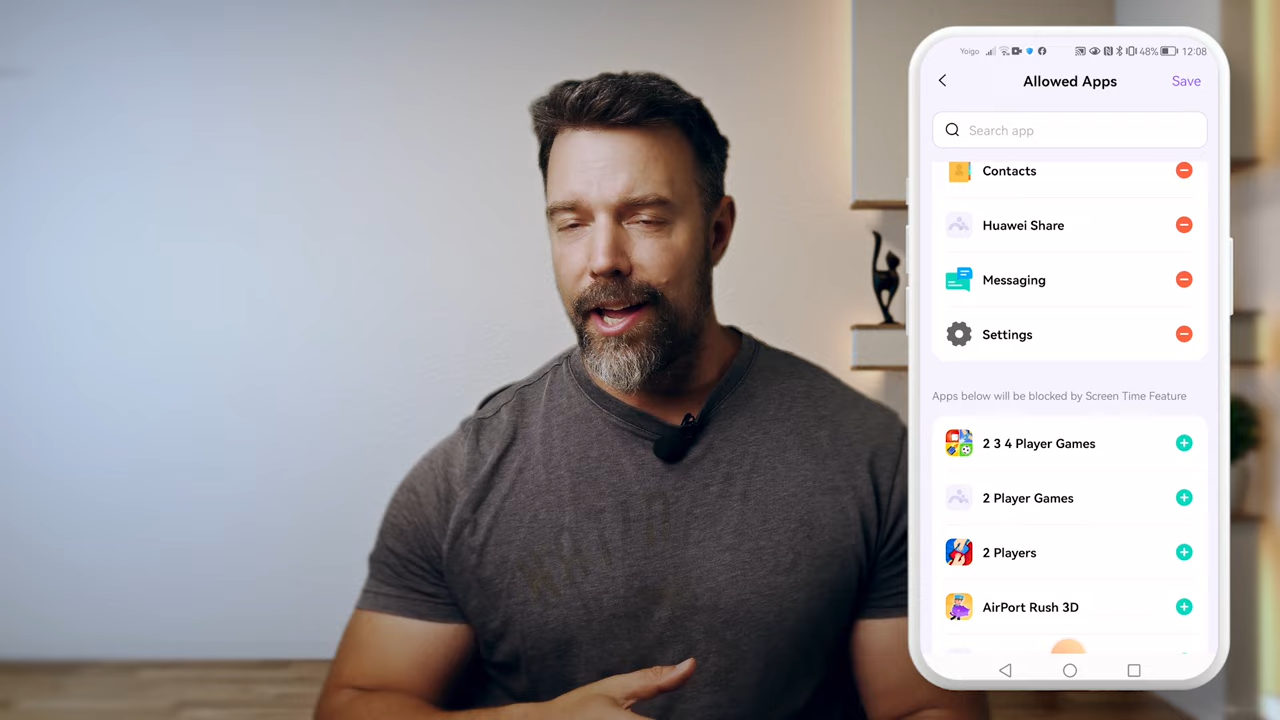 Yoigo 48% 12:08
Allowed Apps Save
Search app
Contacts
Huawei Share
Messaging
Settings
Apps below will be blocked by Screen Time Feature
2 3 4 Player Games
2 Player Games
2 Players
AirPort Rush 3D